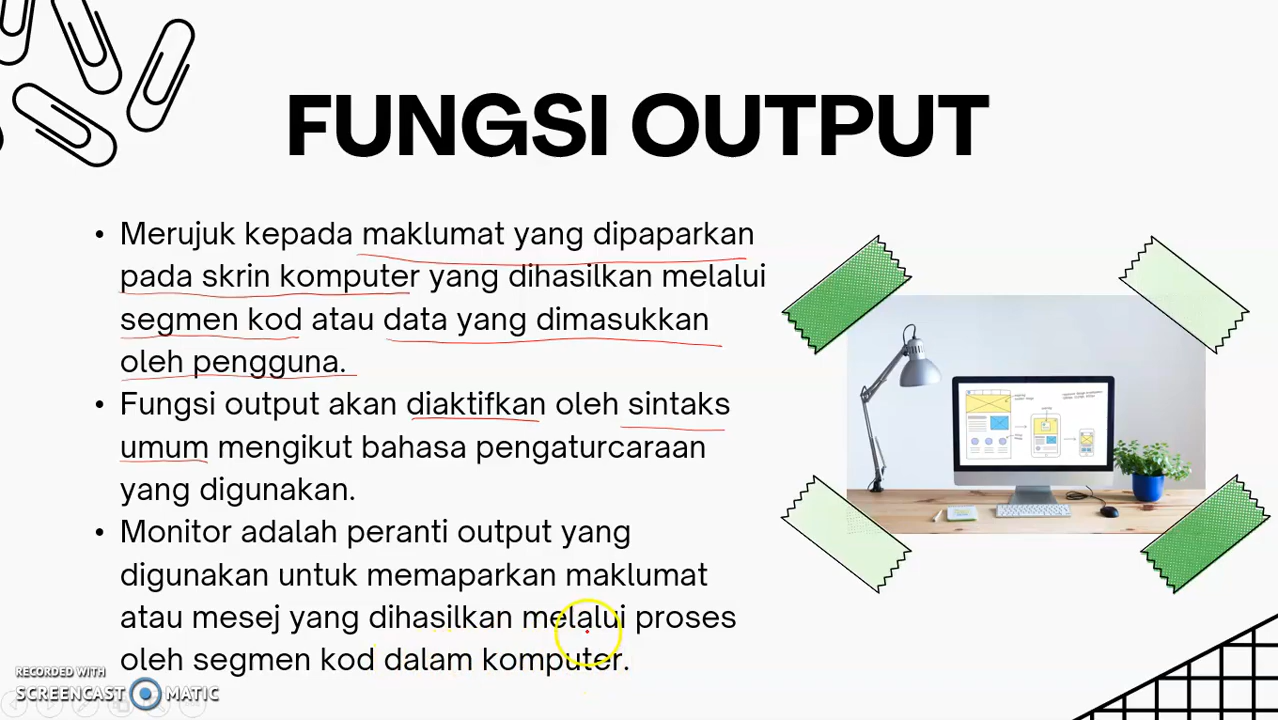 FUNGSI OUTPUT
• Merujuk kepada maklumat yang dipaparkan
pada skrin komputer yang dihasilkan melalui
segmen kod atau data yang dimasukkan
oleh pengguna.
• Fungsi output akan diaktifkan oleh sintaks
umum mengikut bahasa pengaturcaraan
yang digunakan.
• Monitor adalah peranti output yang
digunakan untuk memaparkan maklumat
atau mesej yang dihasilkan melalui proses
oleh segmen kod dalam komputer.
RECORDED WITH
SCREENCAST MATIC